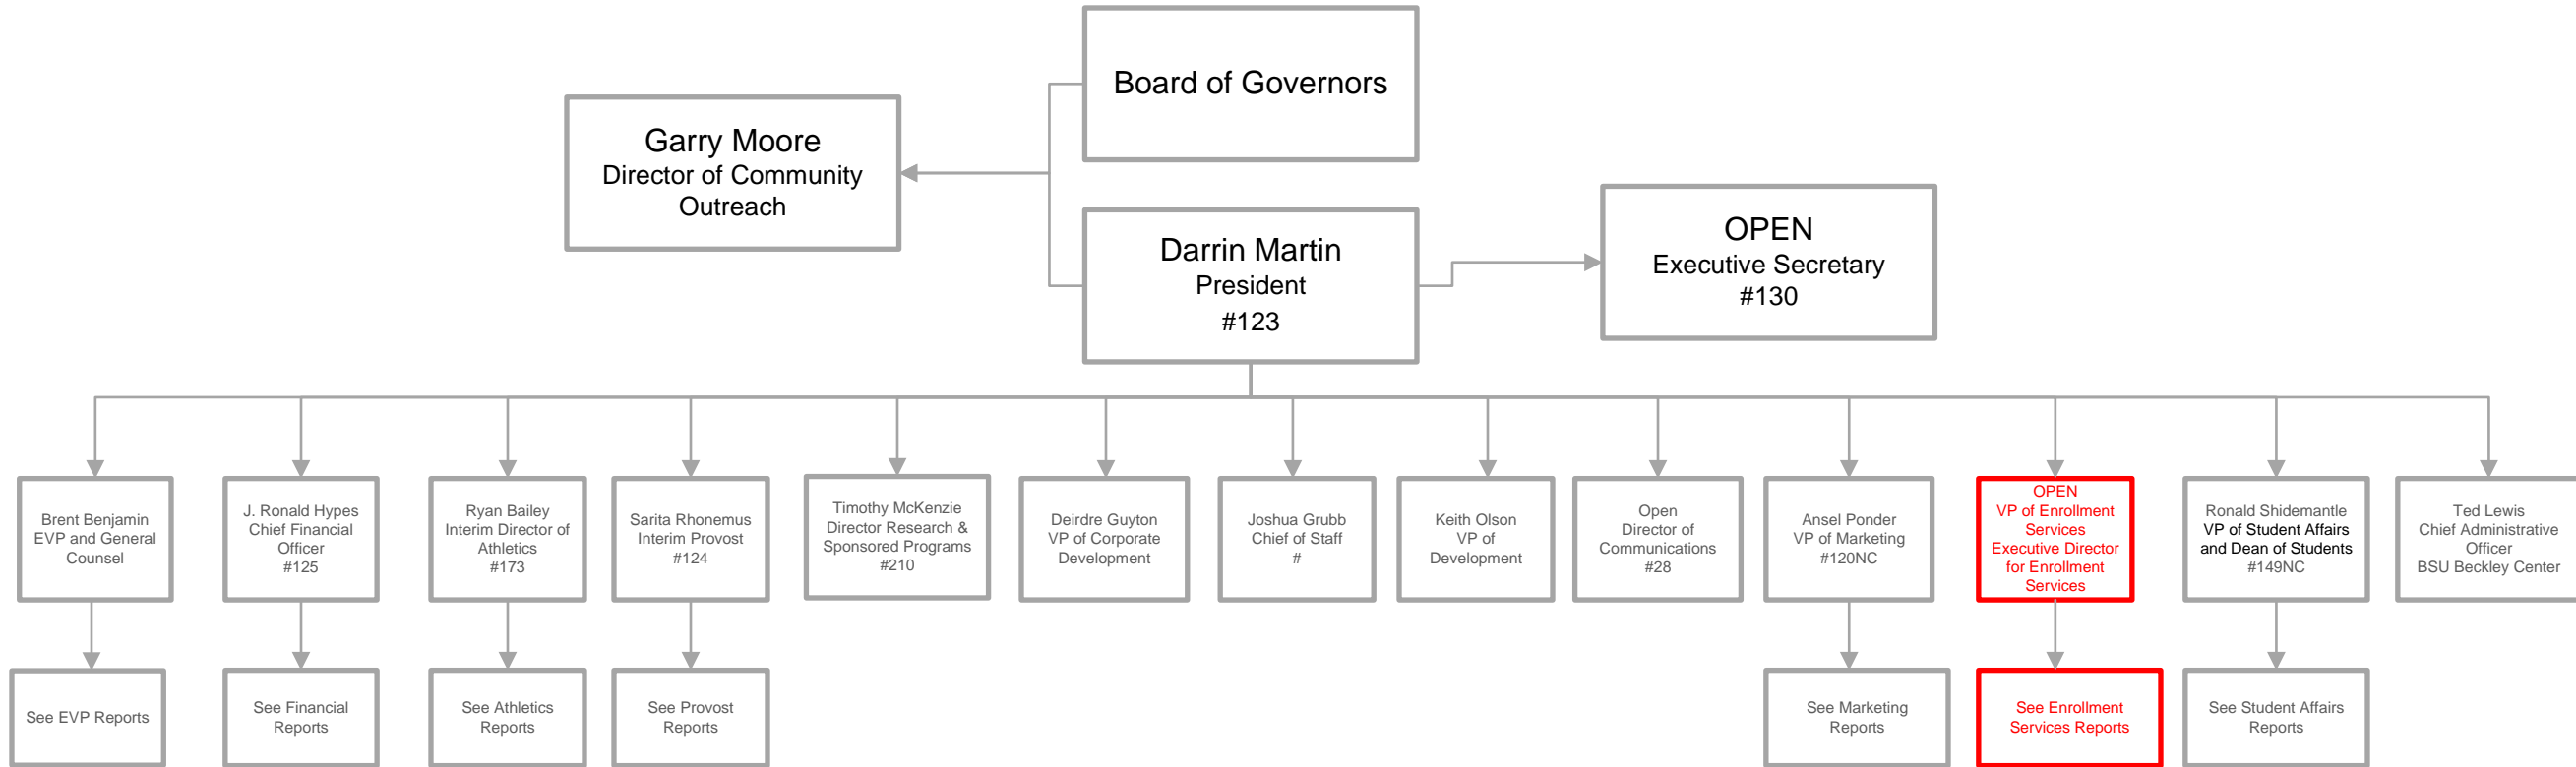 Board of Governors
Garry Moore
Director of Community
Outreach
Darrin Martin
President
#123
OPEN
Executive Secretary
#130
Brent Benjamin
EVP and General
Counsel
J. Ronald Hypes
Chief Financial
Officer
#125
Ryan Bailey
Interim Director of
Athletics
#173
Sarita Rhonemus
Interim Provost
#124
Timothy McKenzie
Director Research &
Sponsored Programs
#210
Deirdre Guyton
VP of Corporate
Development
Joshua Grubb
Chief of Staff
#
Keith Olson
VP of
Development
Open
Director of
Communications
#28
Ansel Ponder
VP of Marketing
#120NC
OPEN
VP of Enrollment
Services
Executive Director
for Enrollment
Services
Ronald Shidemantle
VP of Student Affairs
and Dean of Students
#149NC
Ted Lewis
Chief Administrative
Officer
BSU Beckley Center
See EVP Reports
See Financial
Reports
See Athletics
Reports
See Provost
Reports
See Marketing
Reports
See Enrollment
Services Reports
See Student Affairs
Reports